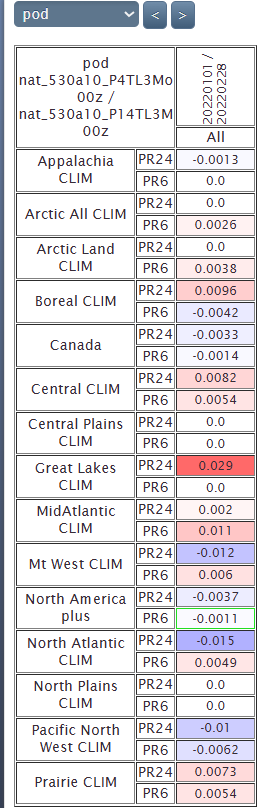 pod
<
>
pod
nat_530a10_P4TL3Mo
00z /
nat_530a10_P14TL3M
00z
20220101 /
20220228
All
Appalachia
CLIM
PR24
-0.0013
PR6
0.0
Arctic All CLIM
PR24
0.0
PR6
0.0026
Arctic Land
CLIM
PR24
0.0
PR6
0.0038
Boreal CLIM
PR24
0.0096
PR6
-0.0042
Canada
PR24
-0.0033
PR6
-0.0014
Central CLIM
PR24
0.0082
PR6
0.0054
Central Plains
CLIM
PR24
0.0
PR6
0.0
Great Lakes
CLIM
PR24
0.029
PR6
0.0
MidAtlantic
CLIM
PR24
0.002
PR6
0.011
Mt West CLIM
PR24
-0.012
PR6
0.006
North America
plus
PR24
-0.0037
PR6
-0.0011
North Atlantic
CLIM
PR24
-0.015
PR6
0.0049
North Plains
CLIM
PR24
0.0
PR6
0.0
Pacific North
West CLIM
PR24
-0.01
PR6
-0.0062
Prairie CLIM
PR24
0.0073
PR6
0.0054